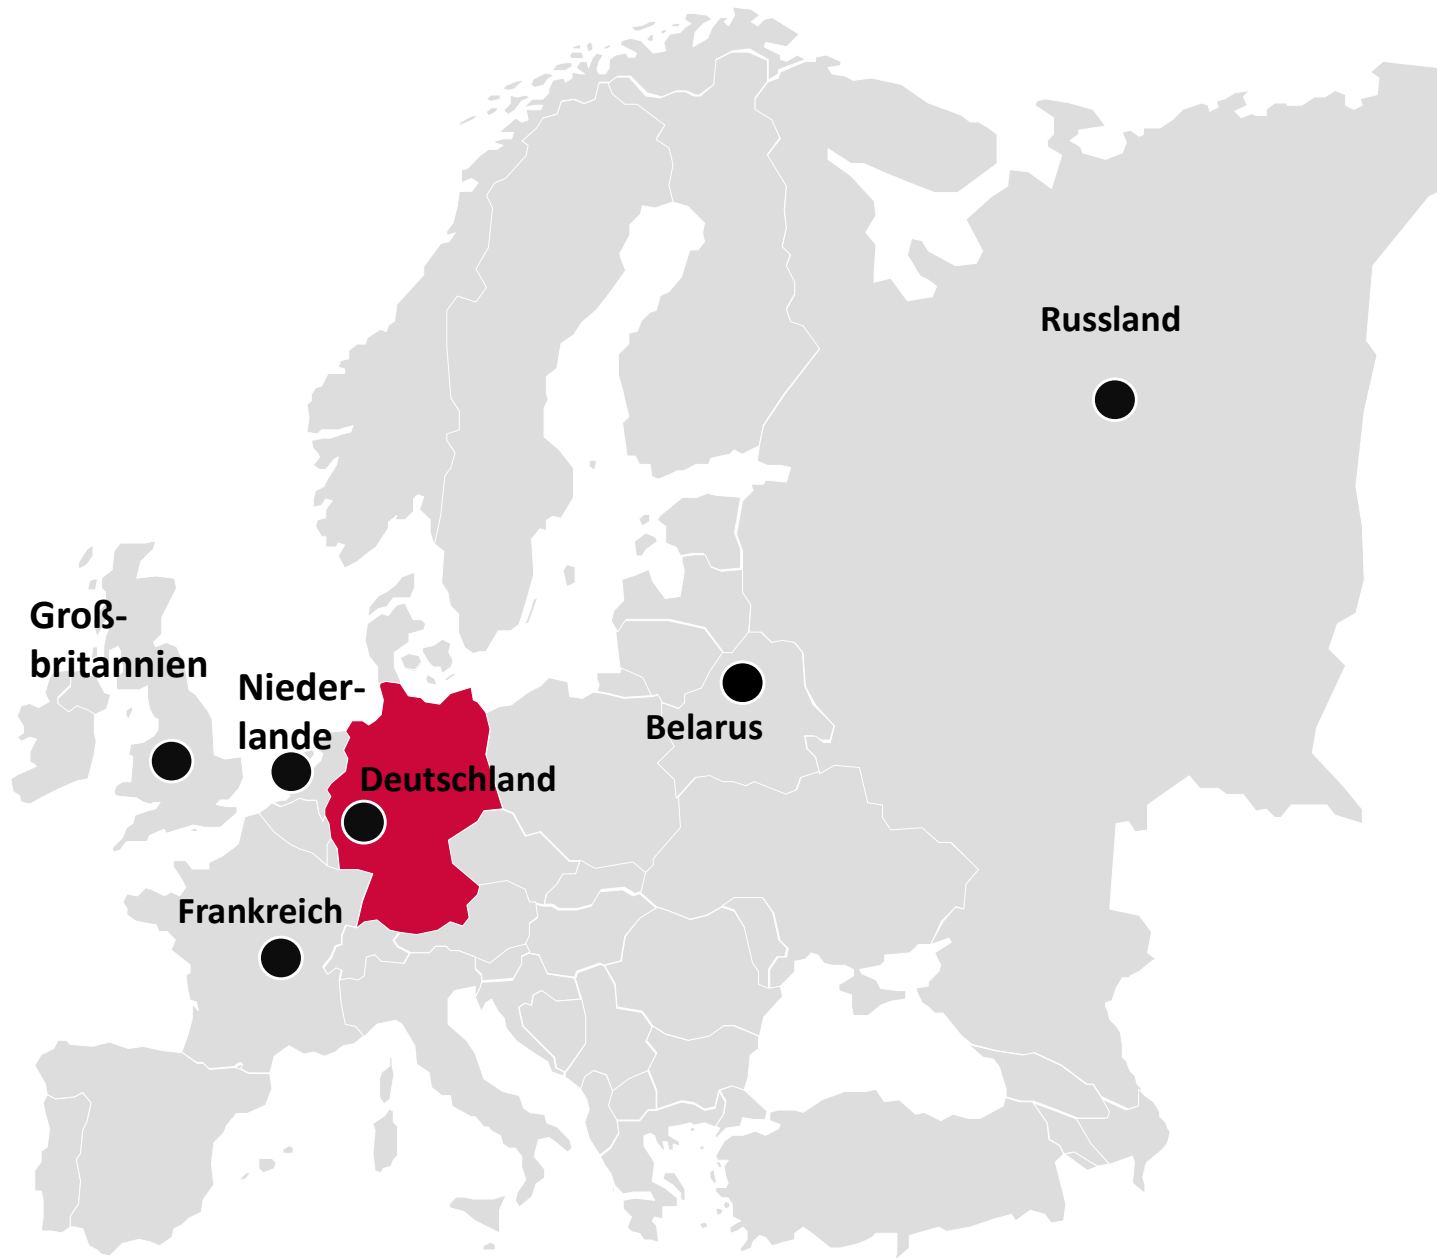 Russland
Groß-
britannien
Nieder-
lande
Belarus
Deutschland
Frankreich